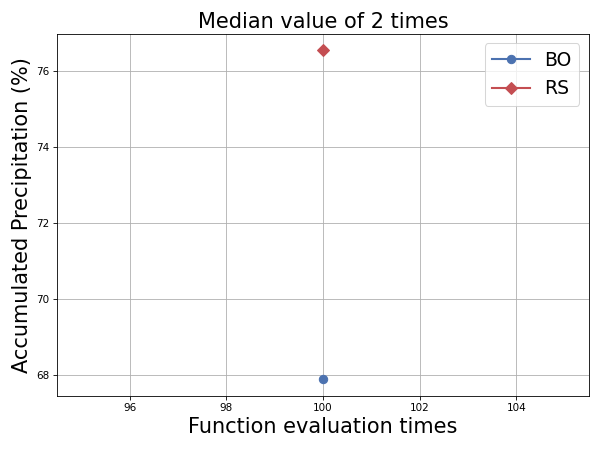 Median value of 2 times
BO
RS
Accumulated Precipitation (%)
76
74
72
70
68
96 98 100 102 104
Function evaluation times